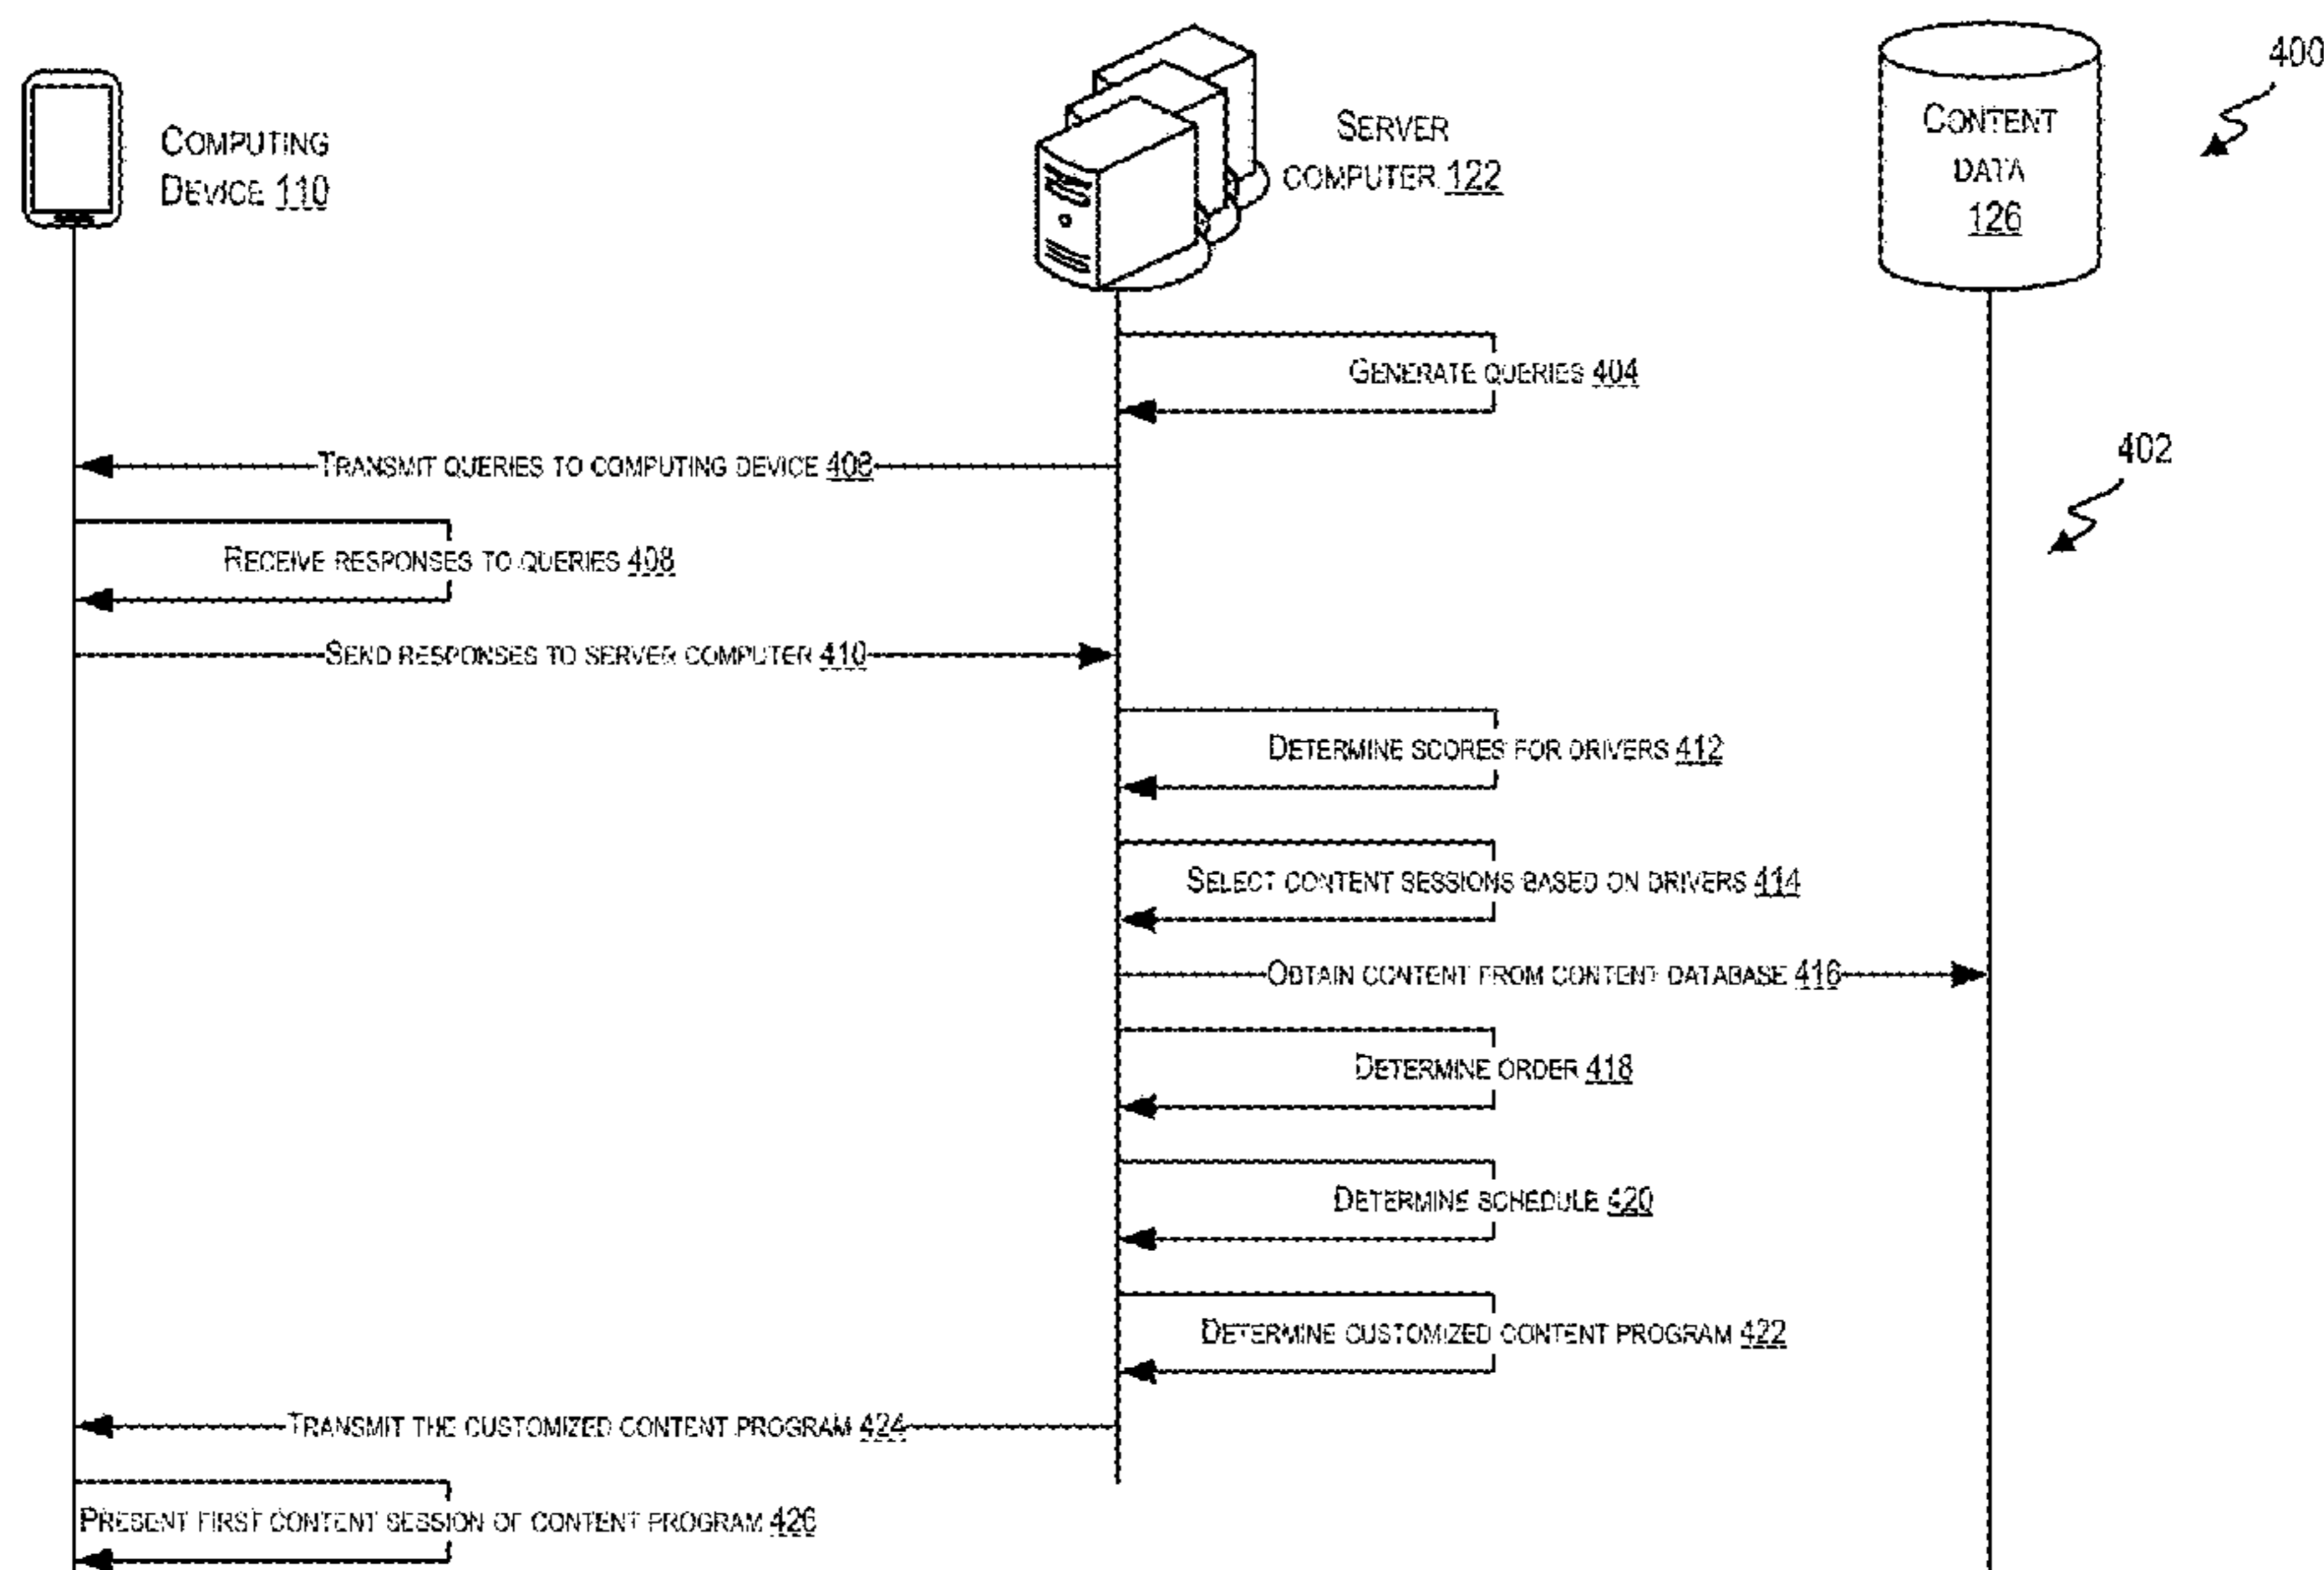 400
COMPUTING
DEVICE 110
SERVER
COMPUTER 122
CONTENT
DATA
126
GENERATE QUERIES 404
402
TRANSMIT QUERIES TO COMPUTING DEVICE 408
RECEIVE RESPONSES TO QUERIES 408
SEND RESPONSES TO SERVER COMPUTER 410
DETERMINE SCORES FOR DRIVERS 412
SELECT CONTENT SESSIONS BASED ON DRIVERS 414
OBTAIN CONTENT FROM CONTENT DATABASE 416
DETERMINE ORDER 418
DETERMINE SCHEDULE 420
DETERMINE CUSTOMIZED CONTENT PROGRAM 422
TRANSMIT THE CUSTOMIZED CONTENT PROGRAM 424
PRESENT FIRST CONTENT SESSION OF CONTENT PROGRAM 426